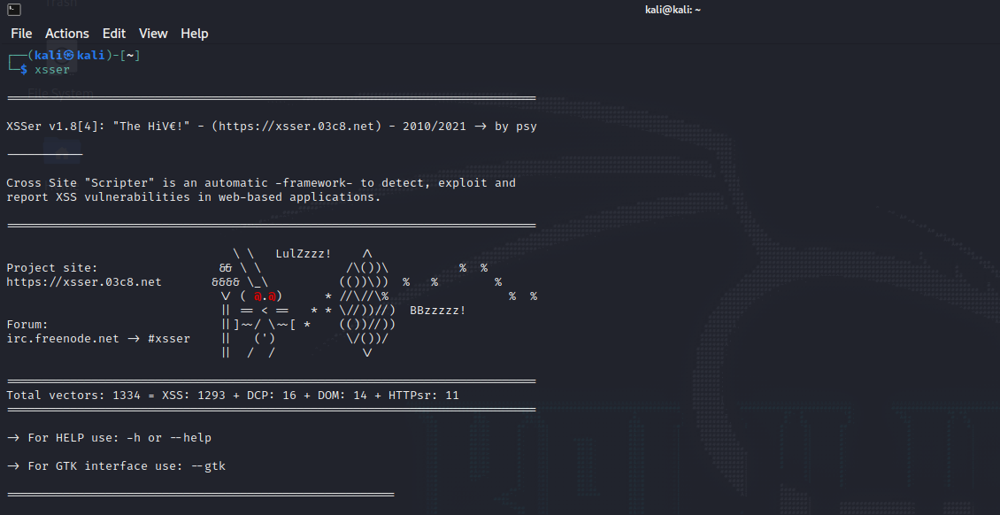 Trash
kali@kali: ~
File Actions Edit View Help
┌──(kali㉿kali)-[~]
└─$ xsser
File System
===========================================================================
XSSer v1.8[4]: "The HiV€!" - (https://xsser.03c8.net) - 2010/2021 -> by psy
-----------
Cross Site "Scripter" is an automatic -framework- to detect, exploit and
report XSS vulnerabilities in web-based applications.
===========================================================================
\ \ LulZzzz! /\
Project site: && \ \ /\())\ % %
https://xsser.03c8.net &&&& \_\ (())\)) % % %
\/ ( @.@) * //\//\% % %
|| == < == * * \//))//) BBzzzzz!
Forum: ||]~~/ \~~[ * (())//))
irc.freenode.net -> #xsser || (') \/())/
|| / / \/
===========================================================================
Total vectors: 1334 = XSS: 1293 + DCP: 16 + DOM: 14 + HTTPsr: 11
===========================================================================
-> For HELP use: -h or --help
-> For GTK interface use: --gtk
=======================================================